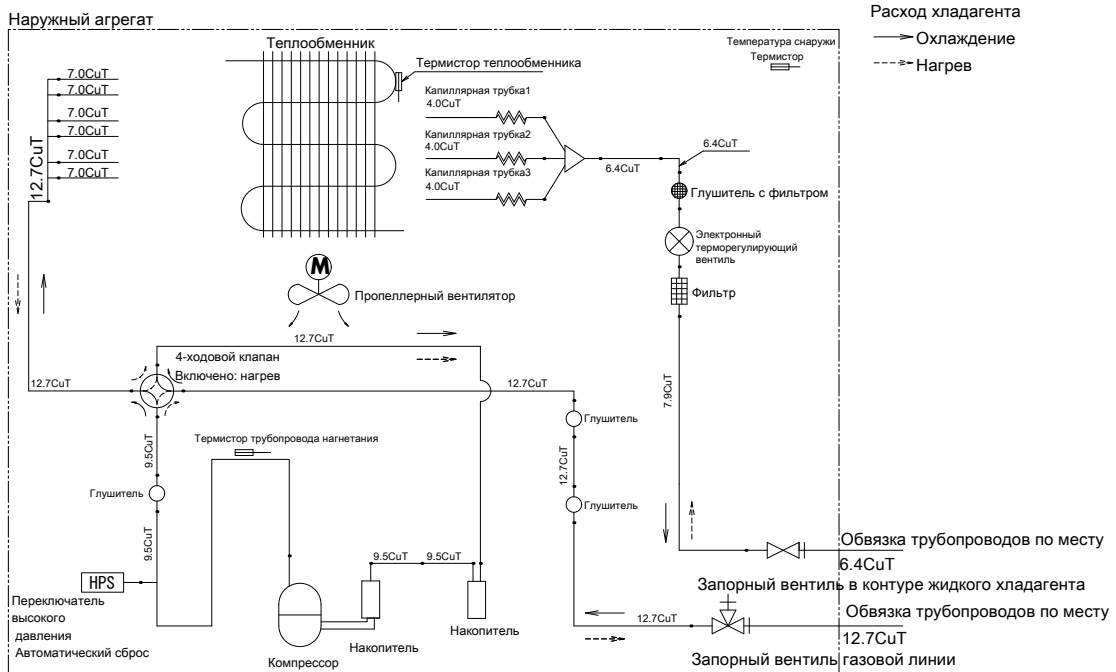 Наружный агрегат
Расход хладагента
Охлаждение
Нагрев
Теплообменник
Термистор теплообменника
Температура снаружи
Термистор
7.0CuT
7.0CuT
7.0CuT
7.0CuT
7.0CuT
7.0CuT
12.7CuT
Капиллярная трубка1
4.0CuT
Капиллярная трубка2
4.0CuT
Капиллярная трубка3
4.0CuT
6.4CuT
6.4CuT
Глушитель с фильтром
Электронный
терморегулирующий
вентиль
Фильтр
M
Пропеллерный вентилятор
12.7CuT
4-ходовой клапан
Включено: нагрев
12.7CuT
12.7CuT
7.9CuT
Глушитель
12.7CuT
Глушитель
9.5CuT
Термистор трубопровода нагнетания
Глушитель
9.5CuT
HPS
Переключатель
высокого
давления
Автоматический сброс
9.5CuT
9.5CuT
Компрессор
Накопитель
Накопитель
Обвязка трубопроводов по месту
6.4CuT
Запорный вентиль в контуре жидкого хладагента
Обвязка трубопроводов по месту
12.7CuT
12.7CuT
Запорный вентиль газовой линии